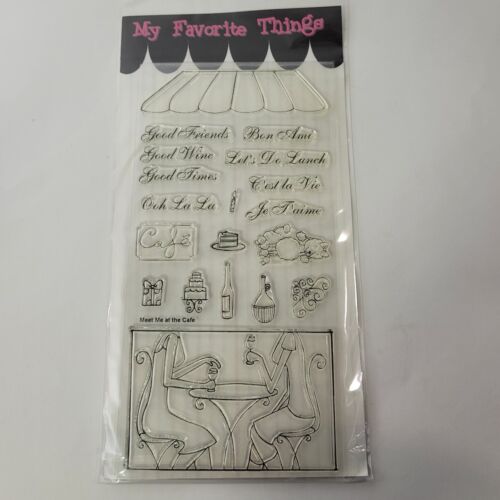 My Favorite Things
Good Friends
Bon Ami
Good Wine
Let's Do Lunch
Good Times
C'est la Vie
Ooh La La
Je T'aime
Café
Meet Me at the Cafe